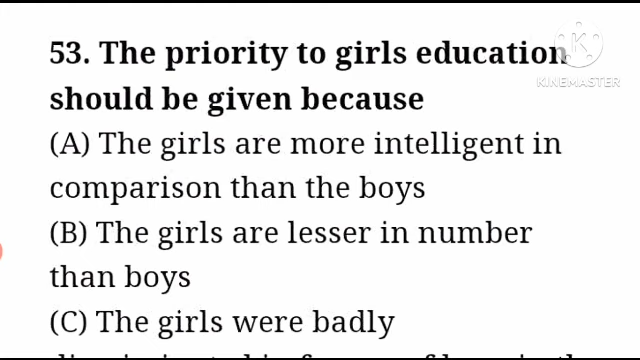 53. The priority to girls education
KINEMASTER
should be given because
(A) The girls are more intelligent in
comparison than the boys
(B) The girls are lesser in number
than boys
(C) The girls were badly